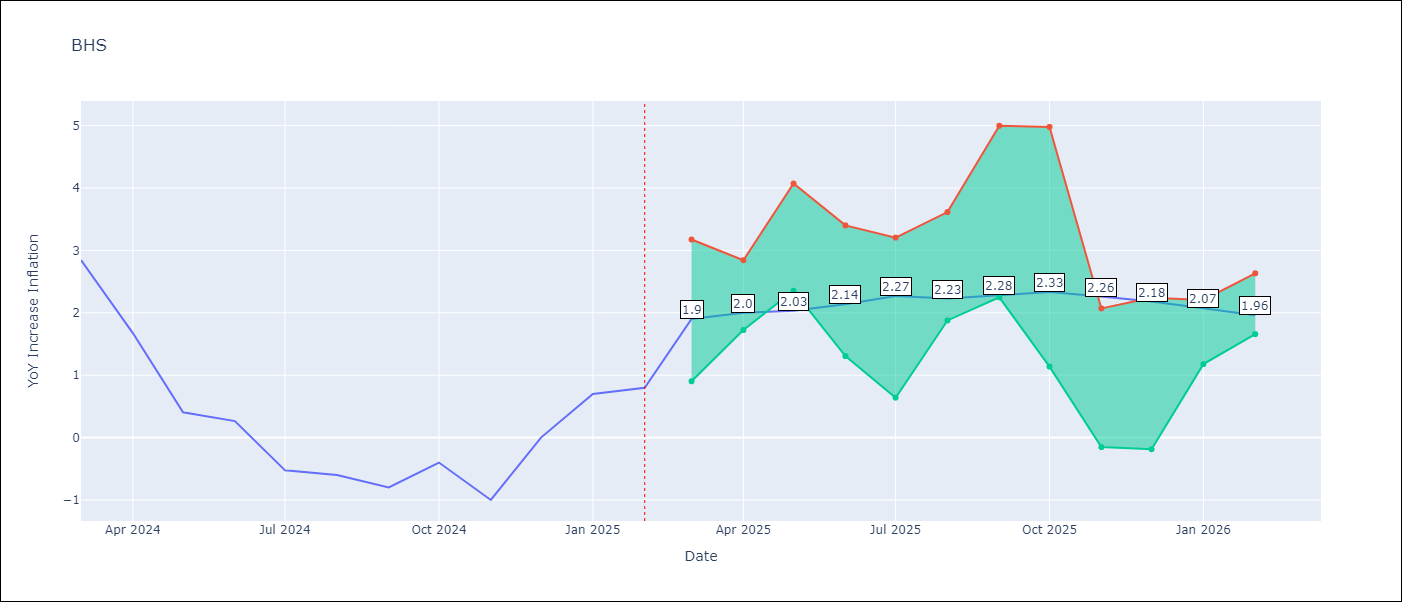 BHS
YoY Increase Inflation
5
4
3
2
1
0
−1
1.9
2.0
2.03
2.14
2.27
2.23
2.28
2.33
2.26
2.18
2.07
1.96
Apr 2024
Jul 2024
Oct 2024
Jan 2025
Apr 2025
Jul 2025
Oct 2025
Jan 2026
Date